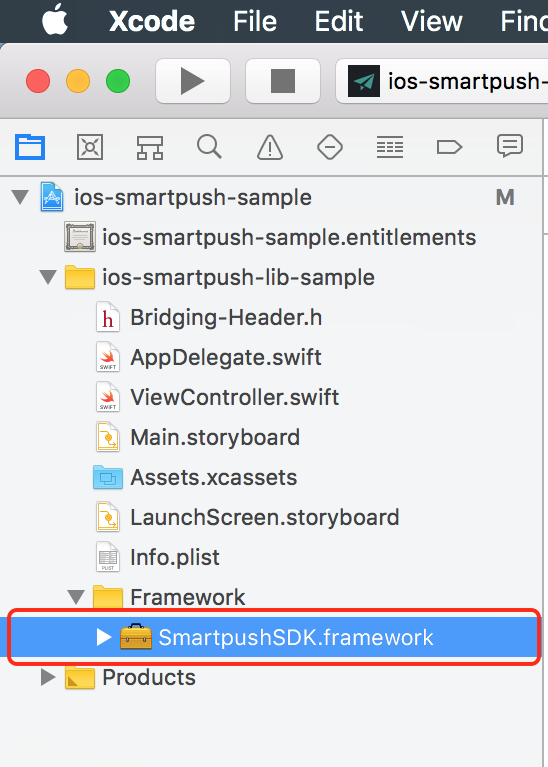 Xcode File Edit View Find
ios-smartpush-
ios-smartpush-sample M
ios-smartpush-sample.entitlements
ios-smartpush-lib-sample
h Bridging-Header.h
SWIFT AppDelegate.swift
SWIFT ViewController.swift
Main.storyboard
Assets.xcassets
LaunchScreen.storyboard
PLIST Info.plist
Framework
SmartpushSDK.framework
Products